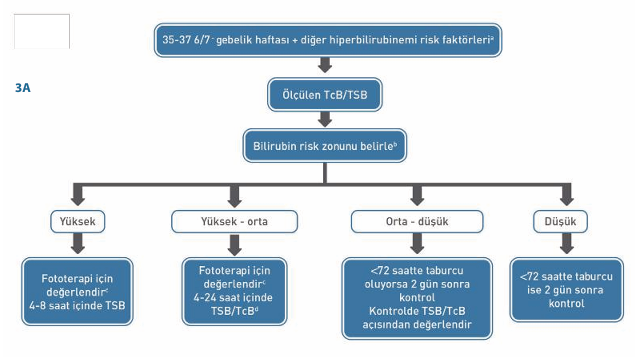 3A
35-37 6/7 gebelik haftası + diğer hiperbilirubinemi risk faktörleriᵃ
Ölçülen TcB/TSB
Bilirubin risk zonunu belirleᵇ
Yüksek
Yüksek - orta
Orta - düşük
Düşük
Fototerapi için
değerlendirᶜ
4-8 saat içinde TSB
Fototerapi için
değerlendirᶜ
4-24 saat içinde
TSB/TcBᵈ
<72 saatte taburcu
oluyorsa 2 gün sonra
kontrol
Kontrolde TSB/TcB
açısından değerlendir
<72 saatte taburcu
ise 2 gün sonra
kontrol